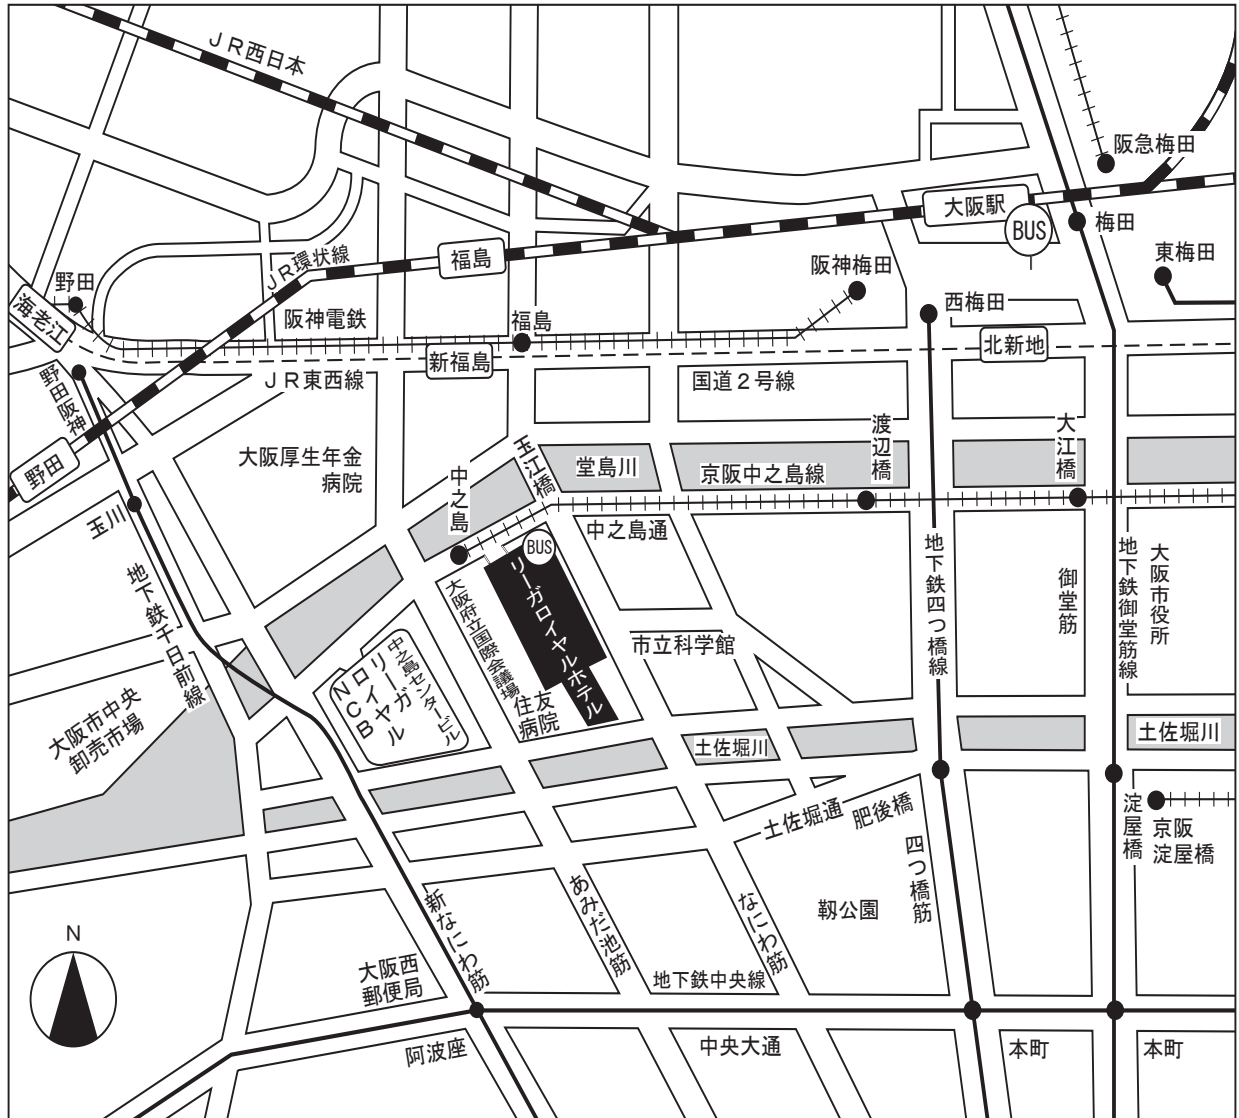 ＪＲ西日本
阪急梅田
大阪駅
BUS
梅田
東梅田
ＪＲ環状線
福島
阪神梅田
野田
海老江
阪神電鉄
福島
西梅田
新福島
北新地
野田阪神
ＪＲ東西線
国道２号線
野田
大阪厚生年金
病院
中之島
玉江橋
堂島川
京阪中之島線
渡辺橋
大江橋
玉川
中之島通
BUS
リーガロイヤルホテル
大阪府立国際会議場
住友
病院
市立科学館
地下鉄四つ橋線
御堂筋
地下鉄御堂筋線
大阪市役所
地下鉄千日前線
中之島センタービル
リーガ
ロイヤル
ＮＣＢ
大阪市中央
卸売市場
土佐堀川
土佐堀川
淀屋橋
京阪
淀屋橋
土佐堀通
肥後橋
四つ橋筋
靱公園
新なにわ筋
あみだ池筋
なにわ筋
N
大阪西
郵便局
地下鉄中央線
阿波座
中央大通
本町
本町